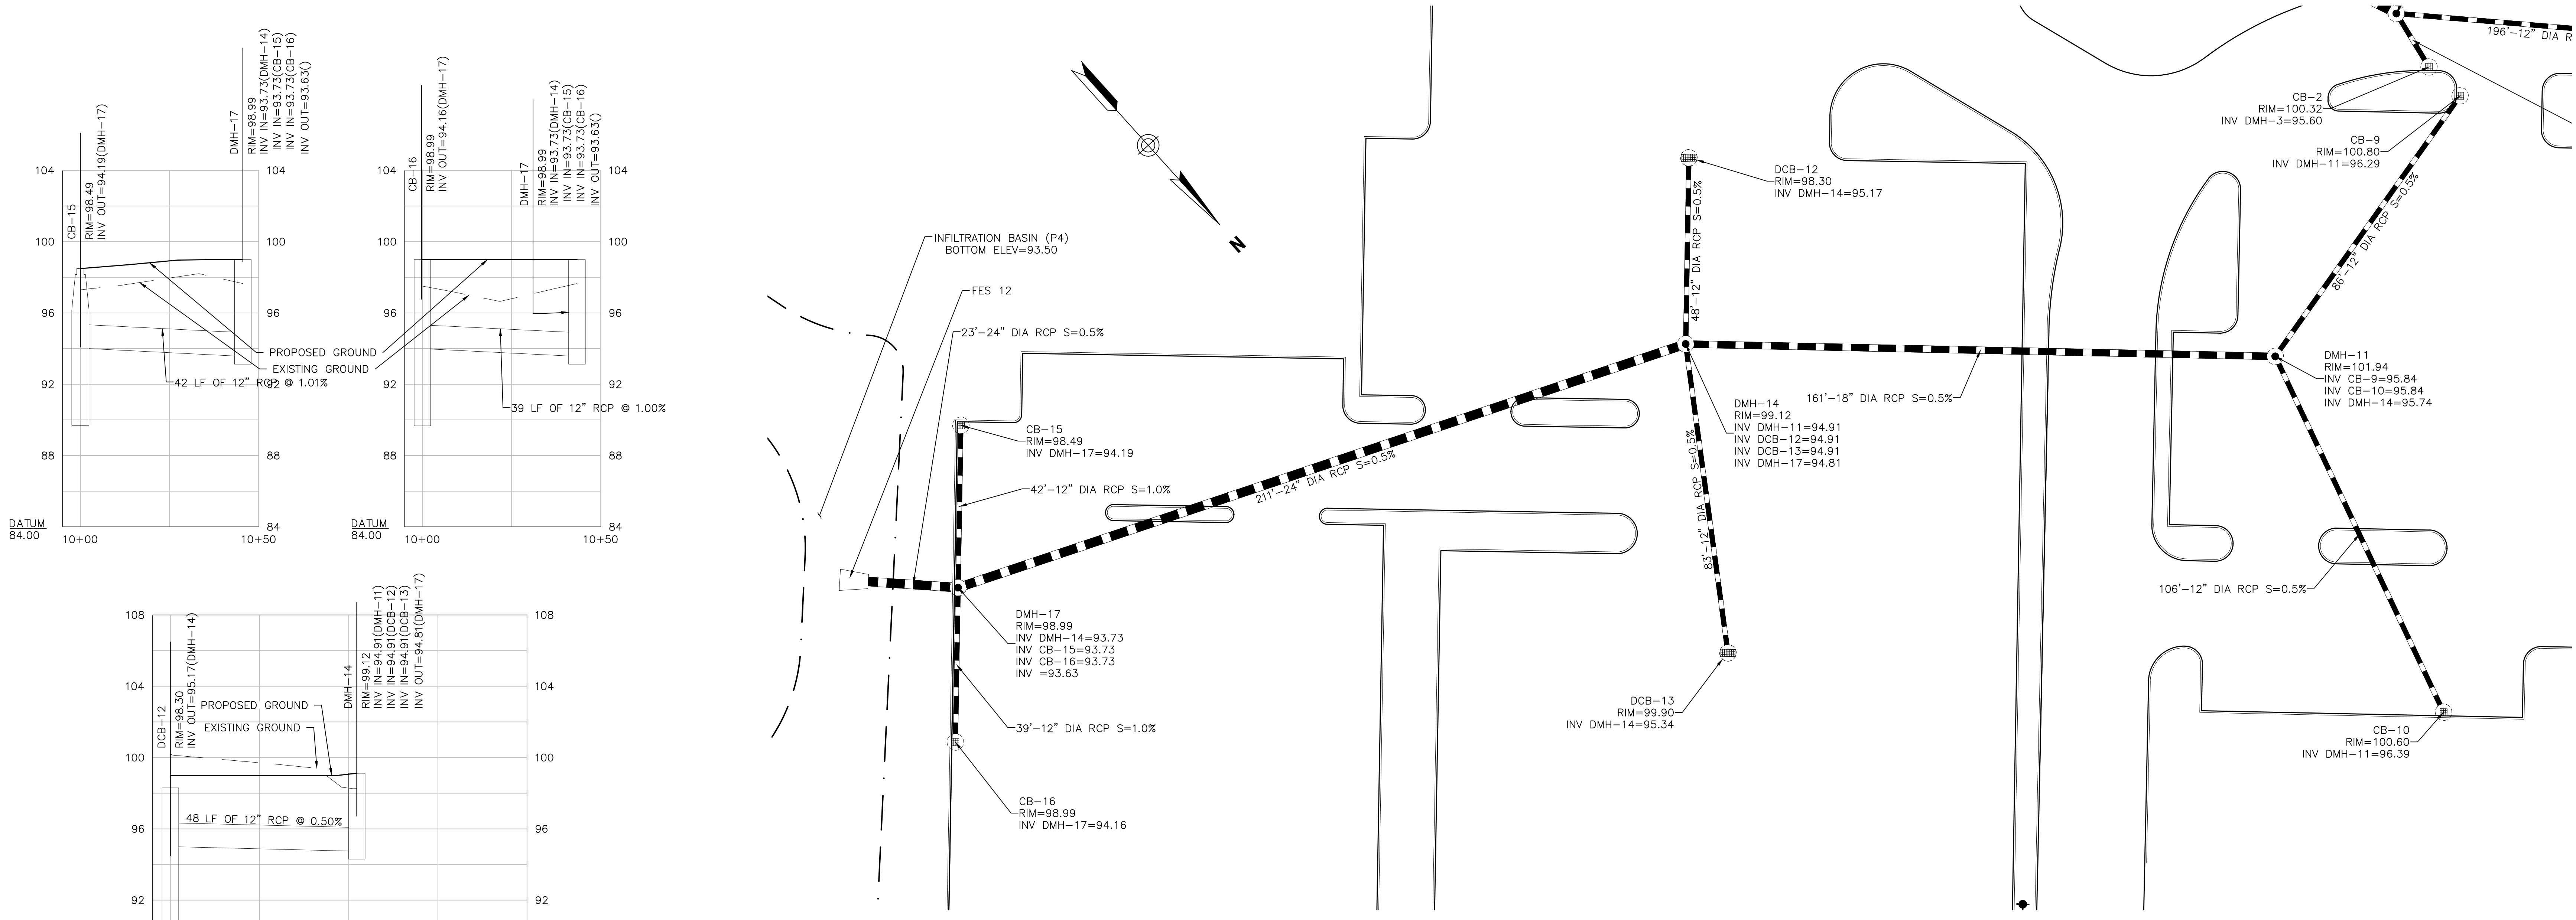 CB-15
RIM=98.49
INV OUT=94.19(DMH-17)
DMH-17
RIM=98.99
INV IN=93.73(DMH-14)
INV IN=93.73(CB-15)
INV IN=93.73(CB-16)
INV OUT=93.63()
104
104
100
100
96
96
92
92
88
88
84
DATUM
84.00
10+00
10+50
42 LF OF 12" RCP @ 1.01%
PROPOSED GROUND
EXISTING GROUND
CB-16
RIM=98.99
INV OUT=94.16(DMH-17)
DMH-17
RIM=98.99
INV IN=93.73(DMH-14)
INV IN=93.73(CB-15)
INV IN=93.73(CB-16)
INV OUT=93.63()
104
104
100
100
96
96
92
92
88
88
84
DATUM
84.00
10+00
10+50
39 LF OF 12" RCP @ 1.00%
DCB-12
RIM=98.30
INV OUT=95.17(DMH-14)
DMH-14
RIM=99.12
INV IN=94.91(DMH-11)
INV IN=94.91(DCB-12)
INV IN=94.91(DCB-13)
INV OUT=94.81(DMH-17)
108
108
104
104
100
100
96
96
92
92
PROPOSED GROUND
EXISTING GROUND
48 LF OF 12" RCP @ 0.50%
N
INFILTRATION BASIN (P4)
BOTTOM ELEV=93.50
FES 12
23'-24" DIA RCP S=0.5%
CB-15
RIM=98.49
INV DMH-17=94.19
42'-12" DIA RCP S=1.0%
DMH-17
RIM=98.99
INV DMH-14=93.73
INV CB-15=93.73
INV CB-16=93.73
INV =93.63
39'-12" DIA RCP S=1.0%
CB-16
RIM=98.99
INV DMH-17=94.16
211'-24" DIA RCP S=0.5%
DCB-12
RIM=98.30
INV DMH-14=95.17
48'-12" DIA RCP S=0.5%
DMH-14
RIM=99.12
INV DMH-11=94.91
INV DCB-12=94.91
INV DCB-13=94.91
INV DMH-17=94.81
83'-12" DIA RCP S=0.5%
DCB-13
RIM=99.90
INV DMH-14=95.34
161'-18" DIA RCP S=0.5%
196'-12" DIA R
CB-2
RIM=100.32
INV DMH-3=95.60
CB-9
RIM=100.80
INV DMH-11=96.29
86'-12" DIA RCP S=0.5%
DMH-11
RIM=101.94
INV CB-9=95.84
INV CB-10=95.84
INV DMH-14=95.74
106'-12" DIA RCP S=0.5%
CB-10
RIM=100.60
INV DMH-11=96.39